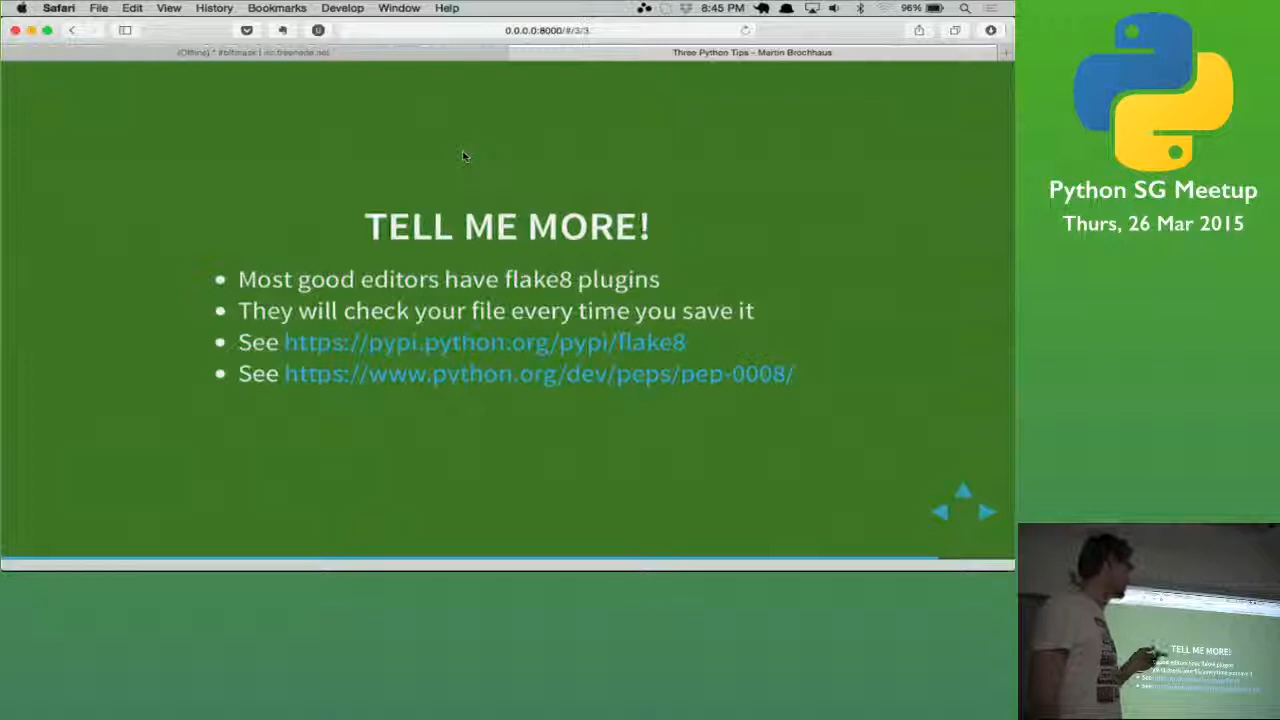 Safari File Edit View History Bookmarks Develop Window Help 8:45 PM 96%
0.0.0.0:8000/#/3/3
Three Python Tips - Martin Brochhaus
TELL ME MORE!
Most good editors have flake8 plugins
They will check your file every time you save it
See https://pypi.python.org/pypi/flake8
See https://www.python.org/dev/peps/pep-0008/
Python SG Meetup
Thurs, 26 Mar 2015
TELL ME MORE!